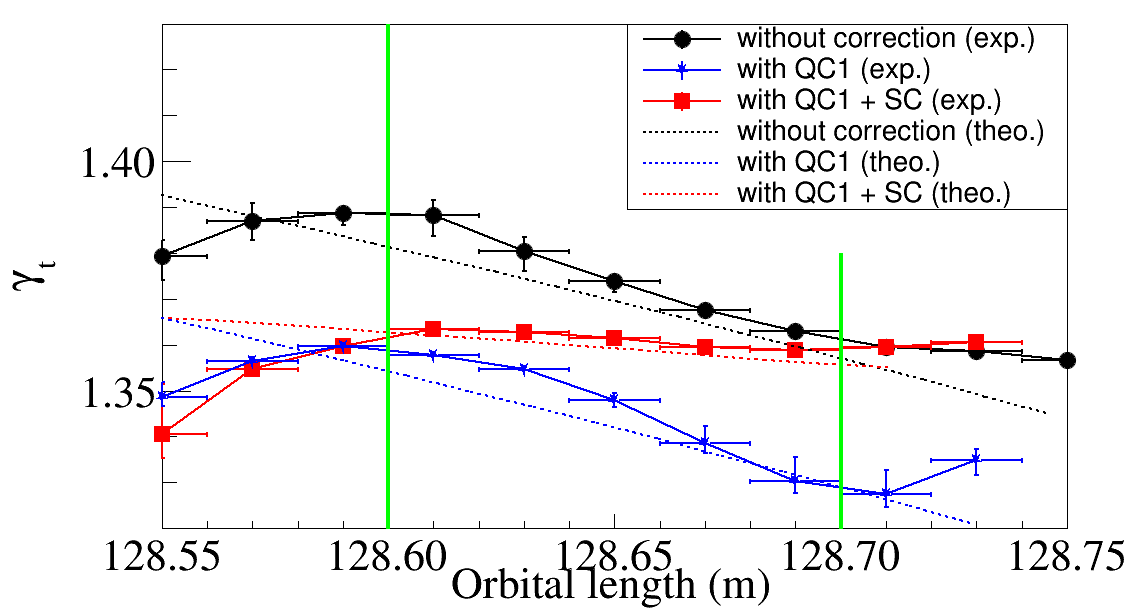 without correction (exp.)
with QC1 (exp.)
with QC1 + SC (exp.)
without correction (theo.)
with QC1 (theo.)
with QC1 + SC (theo.)
1.40
γt
1.35
128.55 128.60 128.65 128.70 128.75
Orbital length (m)